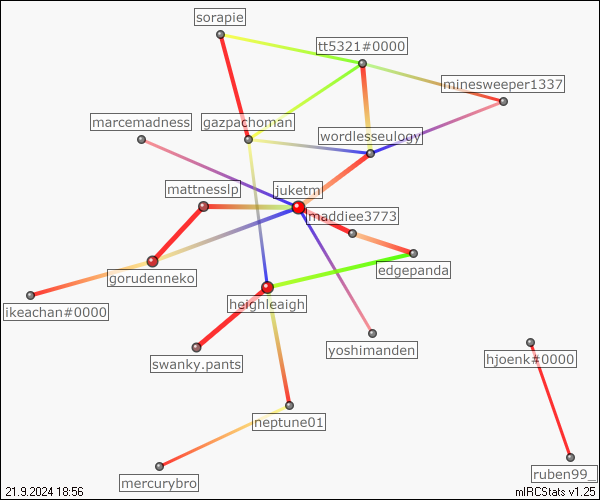 sorapie
tt5321#0000
minesweeper1337
marcemadness
gazpachoman
wordlesseulogy
mattnesslp
juketm
maddiee3773
gorudenneko
edgepanda
ikeachan#0000
heighleaigh
swanky.pants
yoshimanden
hjoenk#0000
neptune01
mercurybro
ruben99_
21.9.2024 18:56
mIRCStats v1.25